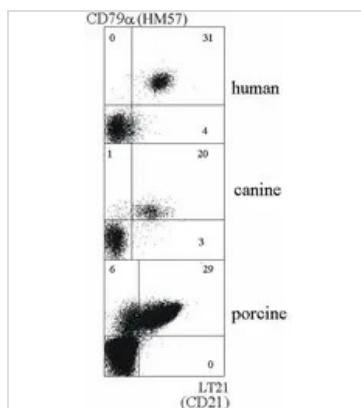 CD79α (HM57)
0 31
human
4
1 20
canine
3
6 29
porcine
0
LT21
(CD21)